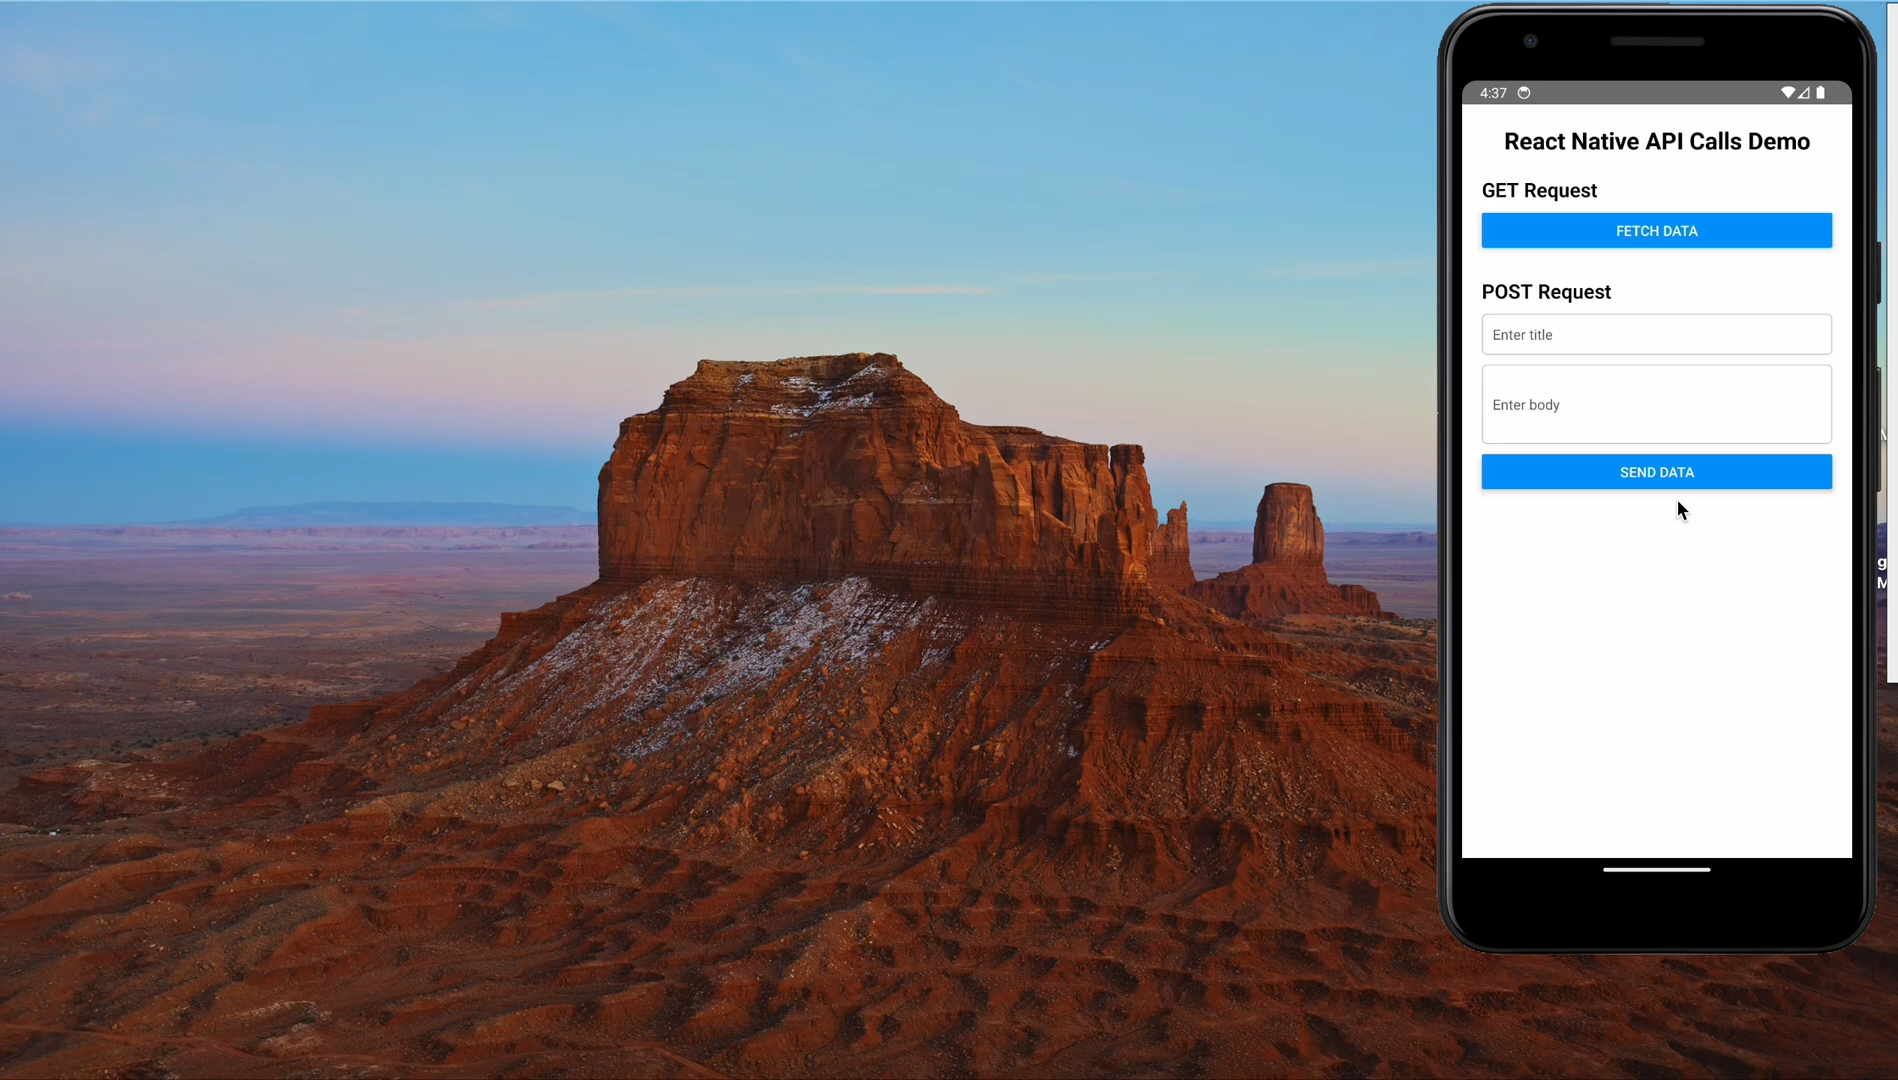 4:37
React Native API Calls Demo
GET Request
FETCH DATA
POST Request
Enter title
Enter body
SEND DATA